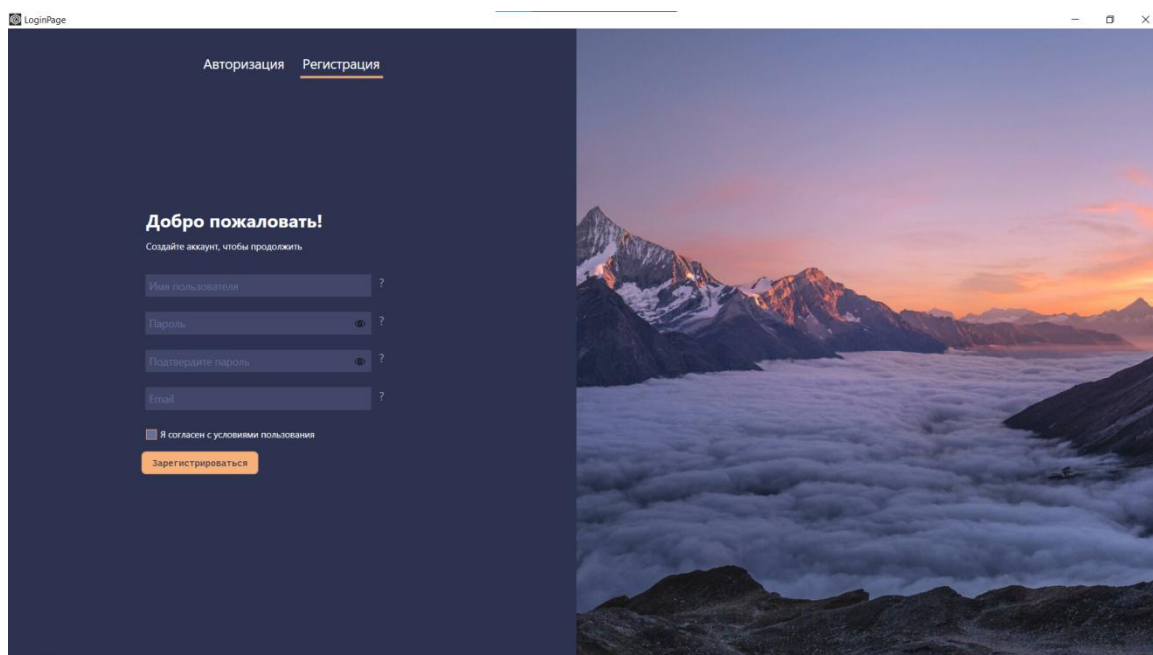 LoginPage
Авторизация Регистрация
Добро пожаловать!
Создайте аккаунт, чтобы продолжить
Имя пользователя ?
Пароль ?
Подтвердите пароль ?
Email ?
Я согласен с условиями пользования
Зарегистрироваться